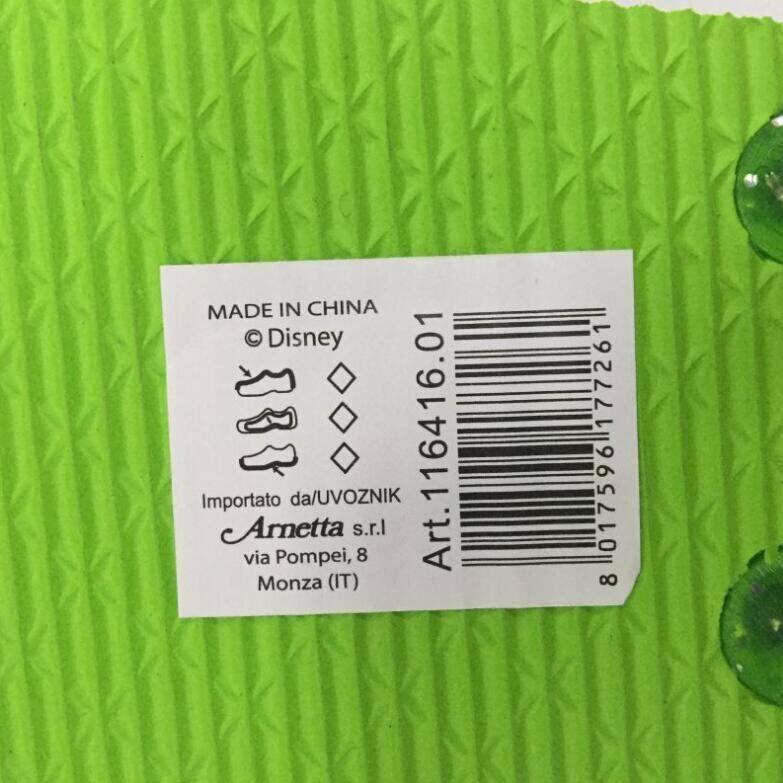 MADE IN CHINA
© Disney
Importato da/UVOZNIK
Arnetta s.r.l
via Pompei, 8
Monza (IT)
Art.116416.01
8 017596 177261